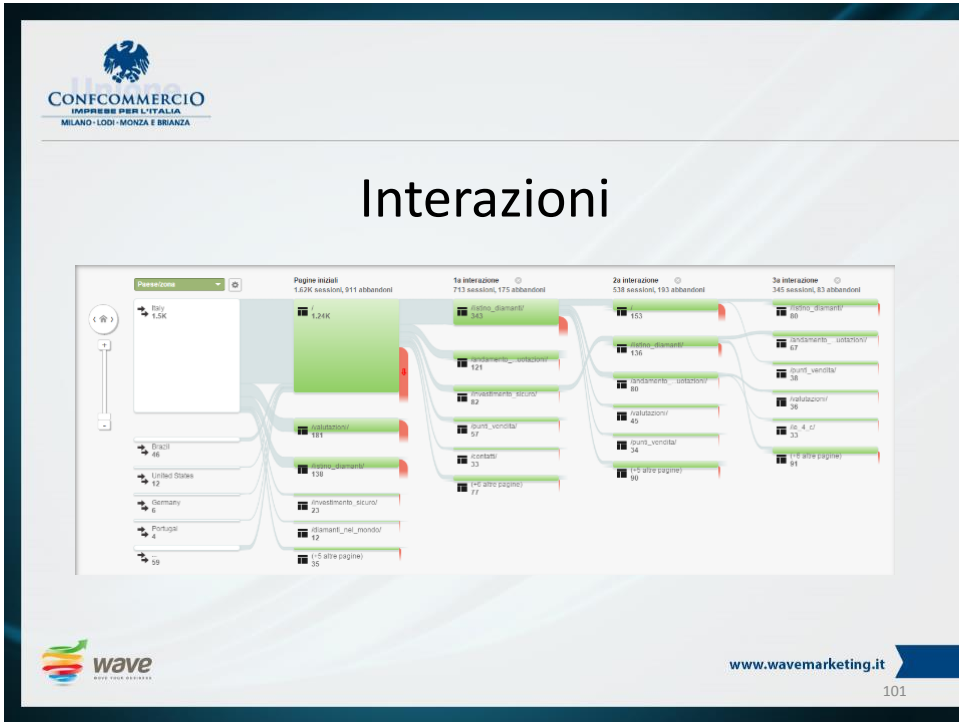 Unione
CONFCOMMERCIO
IMPRESE PER L'ITALIA
MILANO · LODI · MONZA E BRIANZA
Interazioni
Paese/zona
Italy
1.5K
Brazil
46
United States
12
Germany
6
Portugal
4
...
59
Pagine iniziali
1.62K sessioni, 911 abbandoni
/
1.24K
/valutazioni/
181
/listino_diamanti/
138
/investimento_sicuro/
23
/diamanti_nel_mondo/
12
(+5 altre pagine)
35
1a interazione
713 sessioni, 175 abbandoni
/listino_diamanti/
343
/andamento_...uotazioni/
121
/investimento_sicuro/
82
/punti_vendita/
57
/contatti/
33
(+6 altre pagine)
77
2a interazione
538 sessioni, 193 abbandoni
/
153
/listino_diamanti/
136
/andamento_...uotazioni/
80
/valutazioni/
45
/punti_vendita/
34
(+5 altre pagine)
90
3a interazione
345 sessioni, 83 abbandoni
/listino_diamanti/
80
/andamento_...uotazioni/
67
/punti_vendita/
38
/valutazioni/
36
33
(+6 altre pagine)
91
wave
MOVE YOUR BUSINESS
www.wavemarketing.it
101